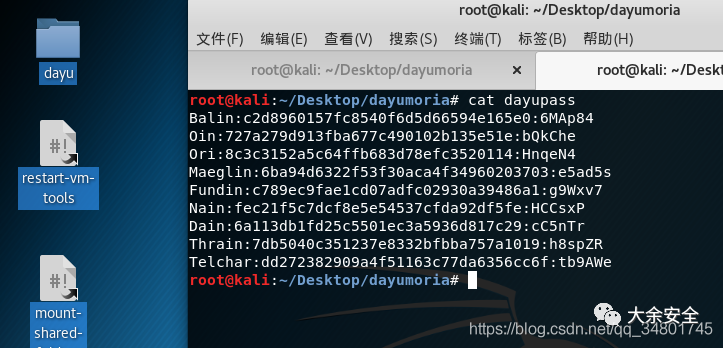 dayu
restart-vm-
tools
mount-
shared-
root@kali: ~/Desktop/dayumoria
文件(F) 编辑(E) 查看(V) 搜索(S) 终端(T) 标签(B) 帮助(H)
root@kali: ~/Desktop/dayumoria × root@kali: ~/Desk
root@kali:~/Desktop/dayumoria# cat dayupass
Balin:c2d8960157fc8540f6d5d66594e165e0:6MAp84
Oin:727a279d913fba677c490102b135e51e:bQkChe
Ori:8c3c3152a5c64ffb683d78efc3520114:HnqeN4
Maeglin:6ba94d6322f53f30aca4f34960203703:e5ad5s
Fundin:c789ec9fae1cd07adfc02930a39486a1:g9Wxv7
Nain:fec21f5c7dcf8e5e54537cfda92df5fe:HCCsxP
Dain:6a113db1fd25c5501ec3a5936d817c29:cC5nTr
Thrain:7db5040c351237e8332bfbba757a1019:h8spZR
Telchar:dd272382909a4f51163c77da6356cc6f:tb9AWe
root@kali:~/Desktop/dayumoria#
大余安全
https://blog.csdn.net/qq_34801745